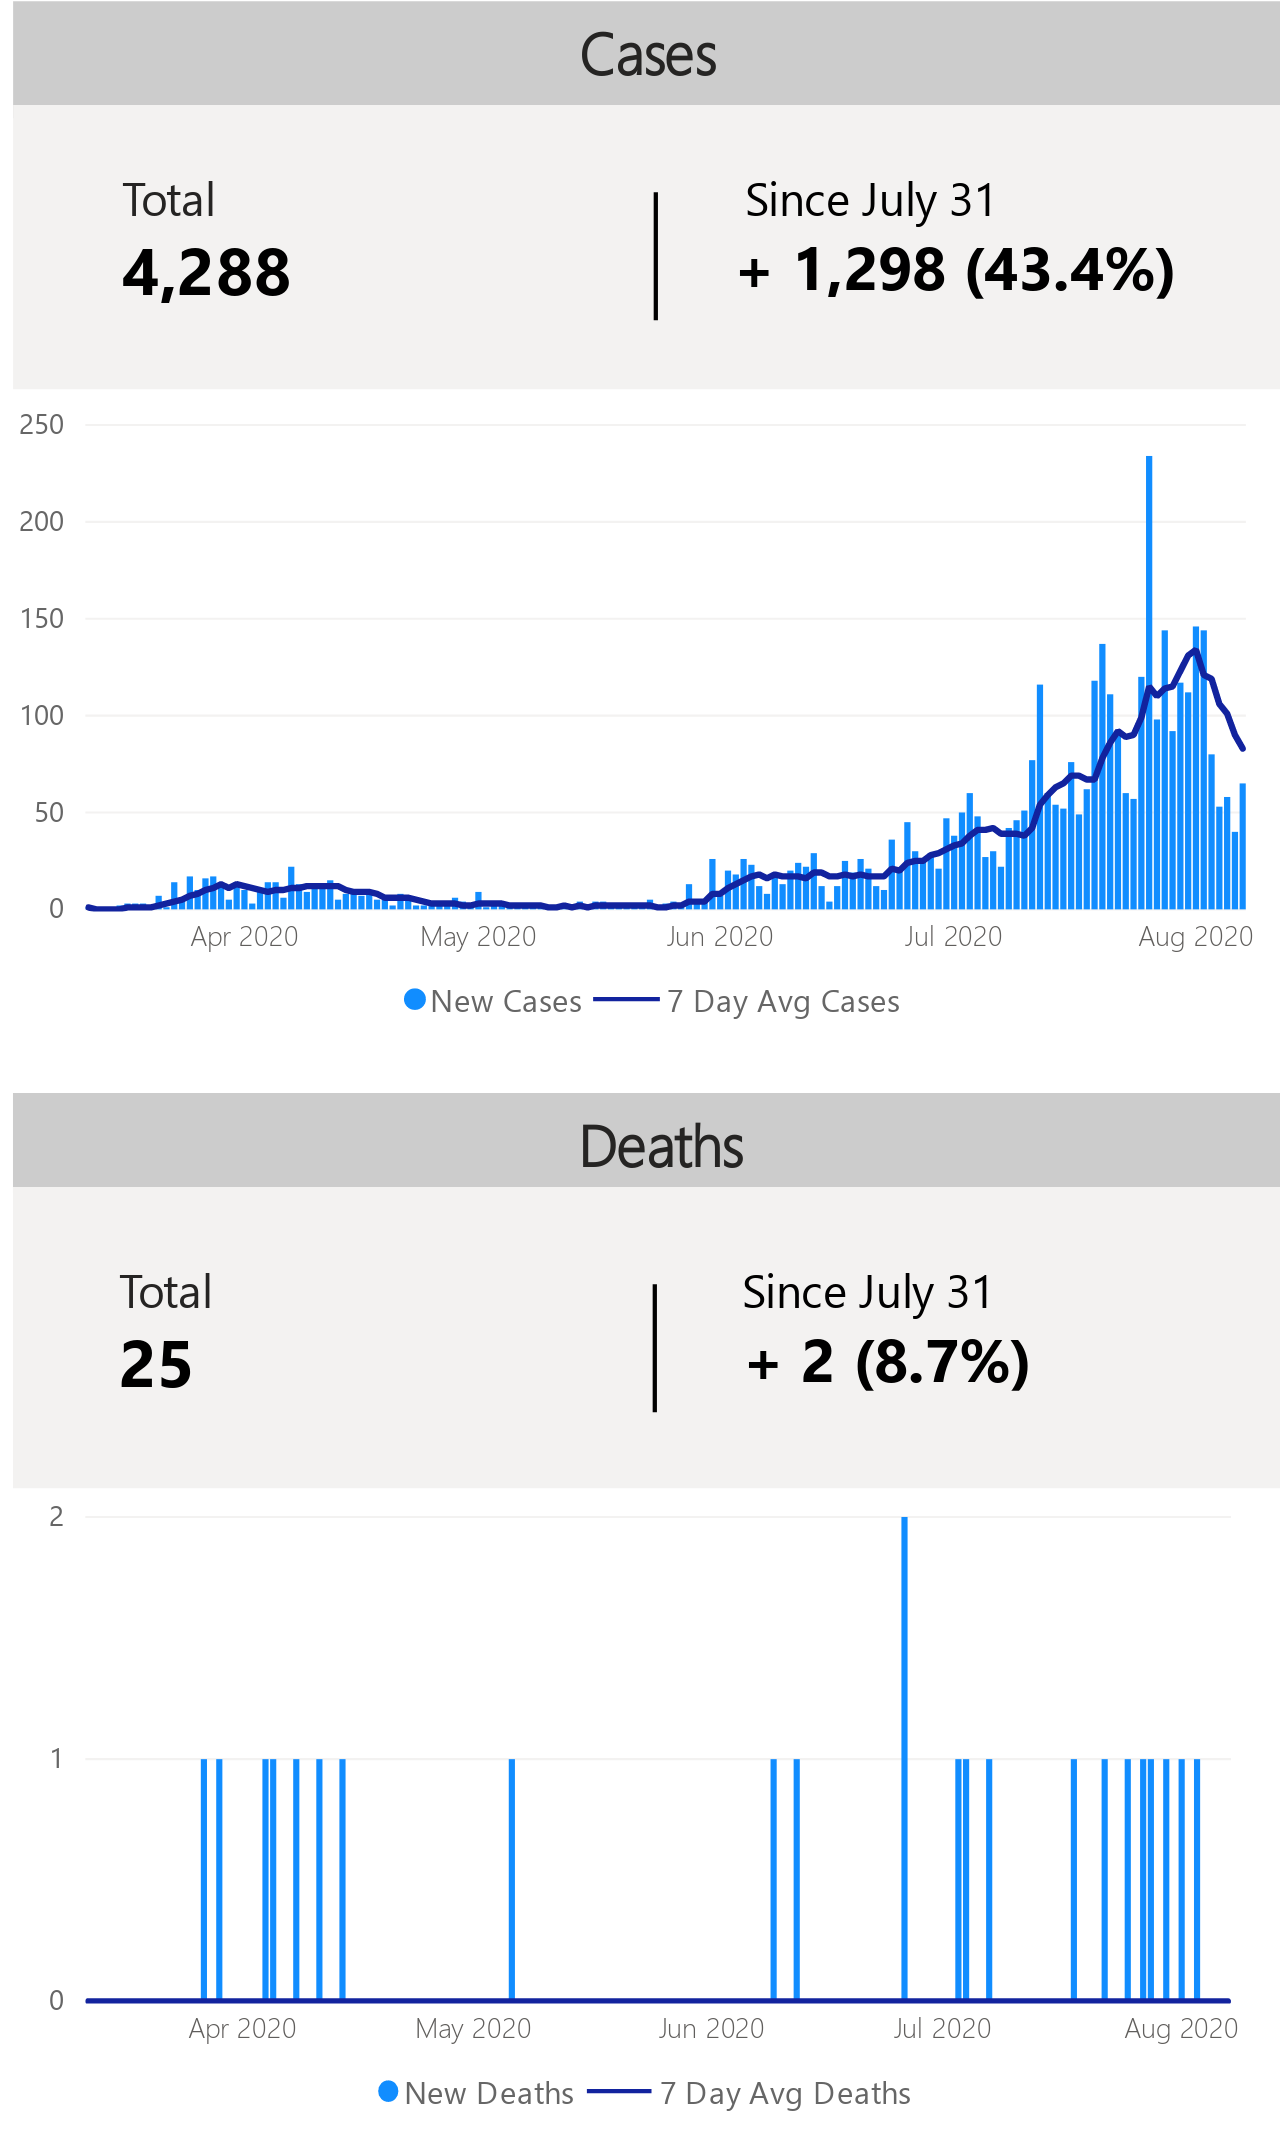 Cases
Total
4,288
Since July 31
+ 1,298 (43.4%)
250
200
150
100
50
0
Apr 2020 May 2020 Jun 2020 Jul 2020 Aug 2020
New Cases 7 Day Avg Cases
Deaths
Total
25
Since July 31
+ 2 (8.7%)
2
1
0
Apr 2020 May 2020 Jun 2020 Jul 2020 Aug 2020
New Deaths 7 Day Avg Deaths